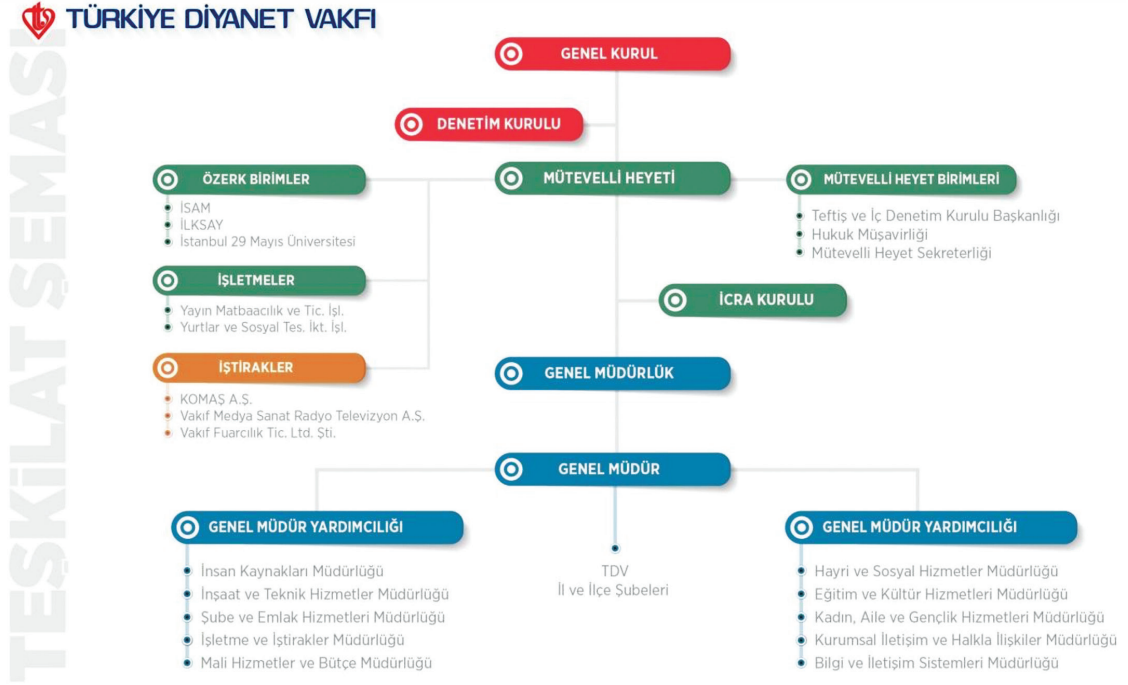 TÜRKİYE DİYANET VAKFI
TEŞKİLAT ŞEMASI
GENEL KURUL
DENETİM KURULU
MÜTEVELLİ HEYETİ
ÖZERK BİRİMLER
İSAM
İLKSAY
İstanbul 29 Mayıs Üniversitesi
İŞLETMELER
Yayın Matbaacılık ve Tic. İşl.
Yurtlar ve Sosyal Tes. İkt. İşl.
İŞTİRAKLER
KOMAŞ A.Ş.
Vakıf Medya Sanat Radyo Televizyon A.Ş.
Vakıf Fuarcılık Tic. Ltd. Şti.
MÜTEVELLİ HEYET BİRİMLERİ
Teftiş ve İç Denetim Kurulu Başkanlığı
Hukuk Müşavirliği
Mütevelli Heyet Sekreterliği
İCRA KURULU
GENEL MÜDÜRLÜK
GENEL MÜDÜR
GENEL MÜDÜR YARDIMCILIĞI
İnsan Kaynakları Müdürlüğü
İnşaat ve Teknik Hizmetler Müdürlüğü
Şube ve Emlak Hizmetleri Müdürlüğü
İşletme ve İştirakler Müdürlüğü
Mali Hizmetler ve Bütçe Müdürlüğü
TDV
İl ve İlçe Şubeleri
GENEL MÜDÜR YARDIMCILIĞI
Hayri ve Sosyal Hizmetler Müdürlüğü
Eğitim ve Kültür Hizmetleri Müdürlüğü
Kadın, Aile ve Gençlik Hizmetleri Müdürlüğü
Kurumsal İletişim ve Halkla İlişkiler Müdürlüğü
Bilgi ve İletişim Sistemleri Müdürlüğü